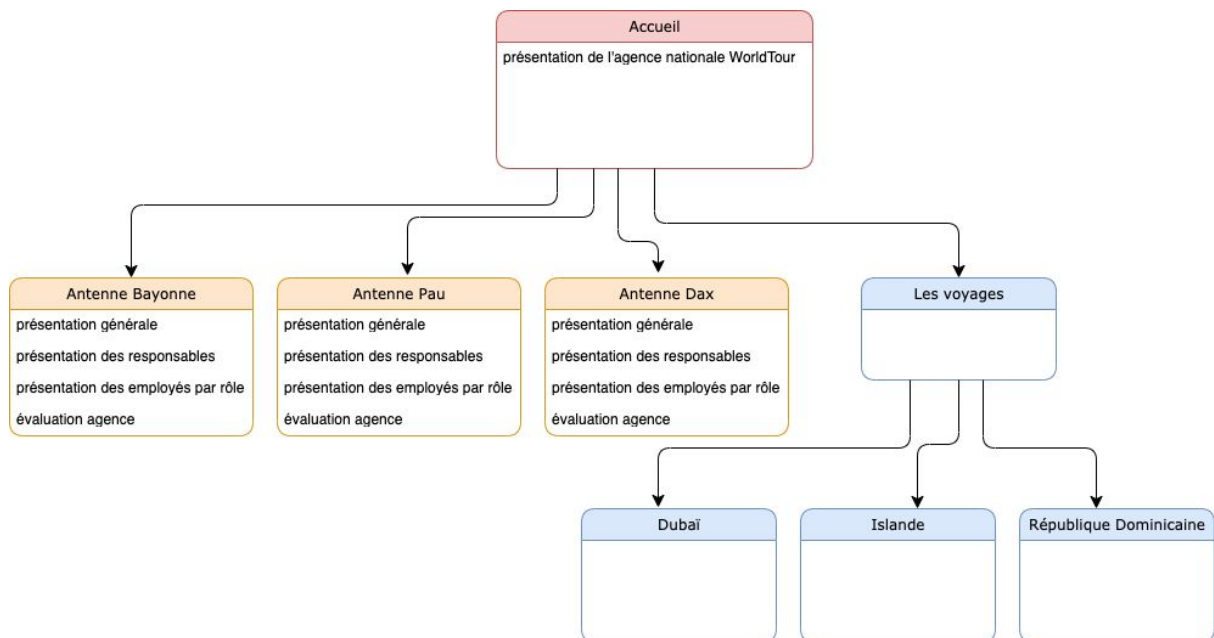 Accueil
présentation de l'agence nationale WorldTour
Antenne Bayonne
présentation générale
présentation des responsables
présentation des employés par rôle
évaluation agence
Antenne Pau
présentation générale
présentation des responsables
présentation des employés par rôle
évaluation agence
Antenne Dax
présentation générale
présentation des responsables
présentation des employés par rôle
évaluation agence
Les voyages
Dubaï
Islande
République Dominicaine